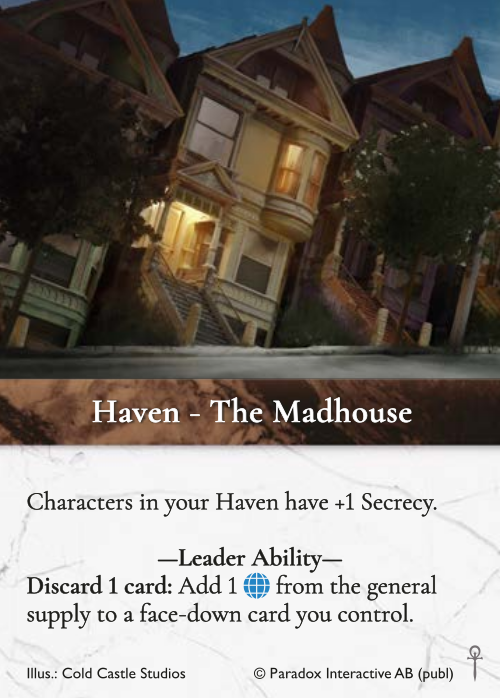 Haven - The Madhouse
Characters in your Haven have +1 Secrecy.
—Leader Ability—
Discard 1 card: Add 1 from the general
supply to a face-down card you control.
Illus.: Cold Castle Studios © Paradox Interactive AB (publ)